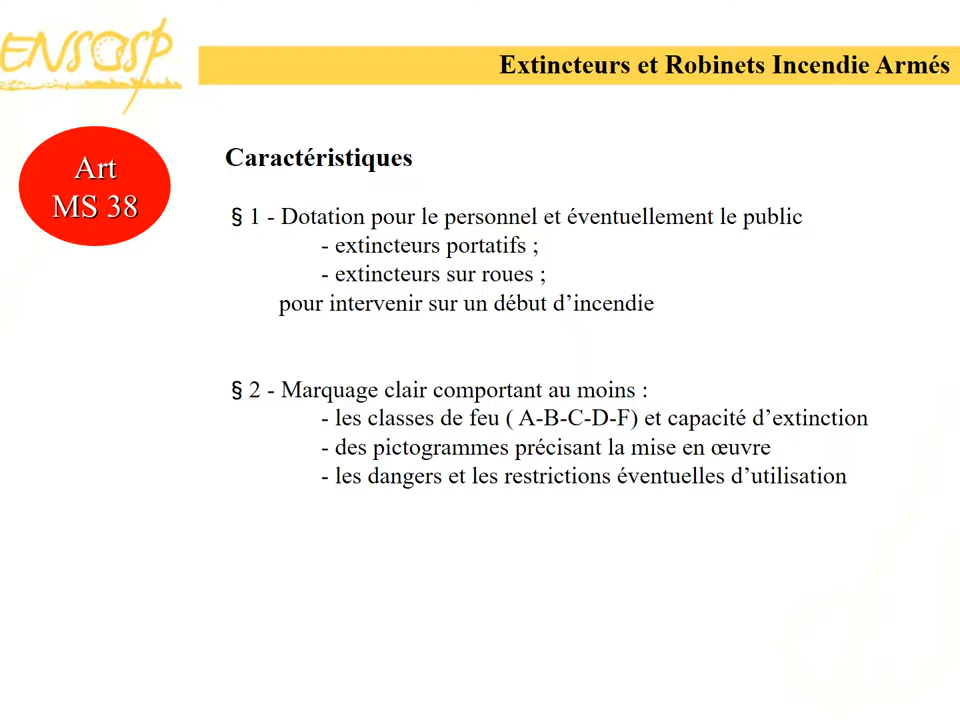 ENSOSP
Extincteurs et Robinets Incendie Armés
Art
MS 38
Caractéristiques
§ 1 - Dotation pour le personnel et éventuellement le public
- extincteurs portatifs ;
- extincteurs sur roues ;
pour intervenir sur un début d’incendie
§ 2 - Marquage clair comportant au moins :
- les classes de feu ( A-B-C-D-F) et capacité d’extinction
- des pictogrammes précisant la mise en œuvre
- les dangers et les restrictions éventuelles d’utilisation